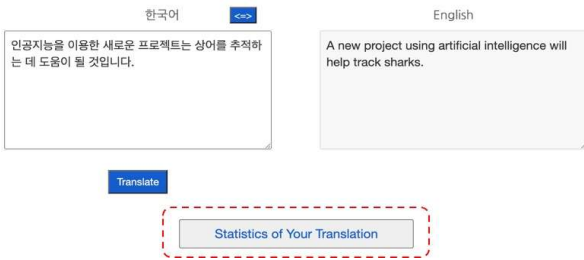 한국어 <=> English
인공지능을 이용한 새로운 프로젝트는 상어를 추적하
는 데 도움이 될 것입니다.
A new project using artificial intelligence will
help track sharks.
Translate
Statistics of Your Translation